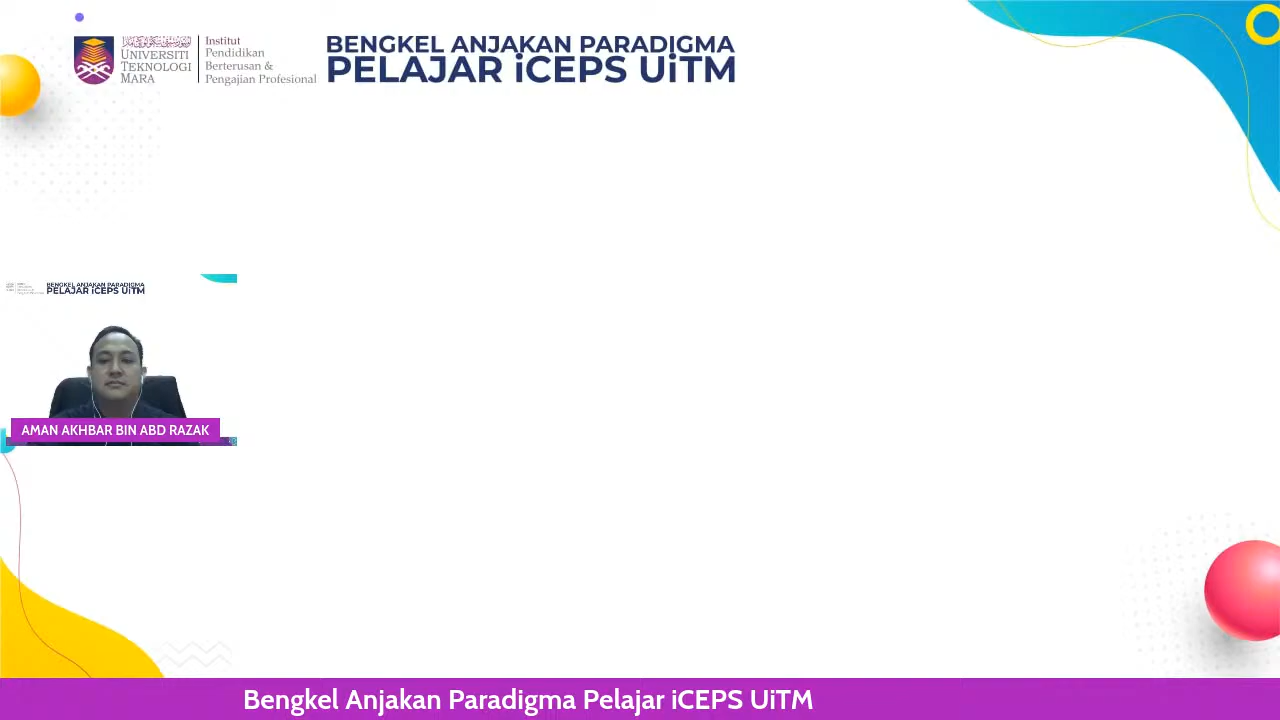 UNIVERSITI
TEKNOLOGI
MARA
Institut
Pendidikan
Berterusan &
Pengajian Profesional
BENGKEL ANJAKAN PARADIGMA
PELAJAR iCEPS UiTM
BENGKEL ANJAKAN PARADIGMA
PELAJAR iCEPS UiTM
AMAN AKHBAR BIN ABD RAZAK
Bengkel Anjakan Paradigma Pelajar iCEPS UiTM